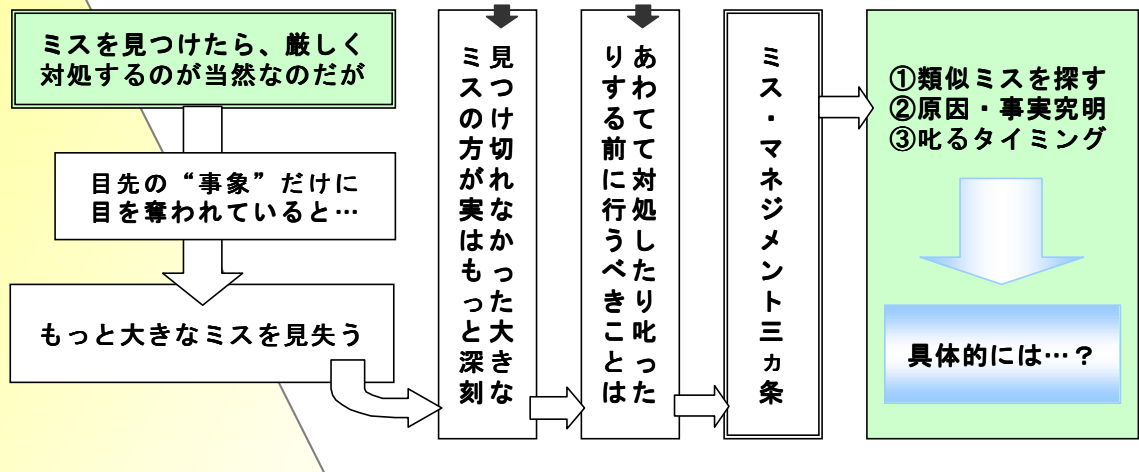 ミスを見つけたら、厳しく
対処するのが当然なのだが
目先の“事象”だけに
目を奪われていると…
もっと大きなミスを見失う
見つけ切れなかった大きな
ミスの方が実はもっと深刻
あわてて対処したり叱った
りする前に行うべきことは
ミス・マネジメント三ヵ条
①類似ミスを探す
②原因・事実究明
③叱るタイミング
具体的には…？